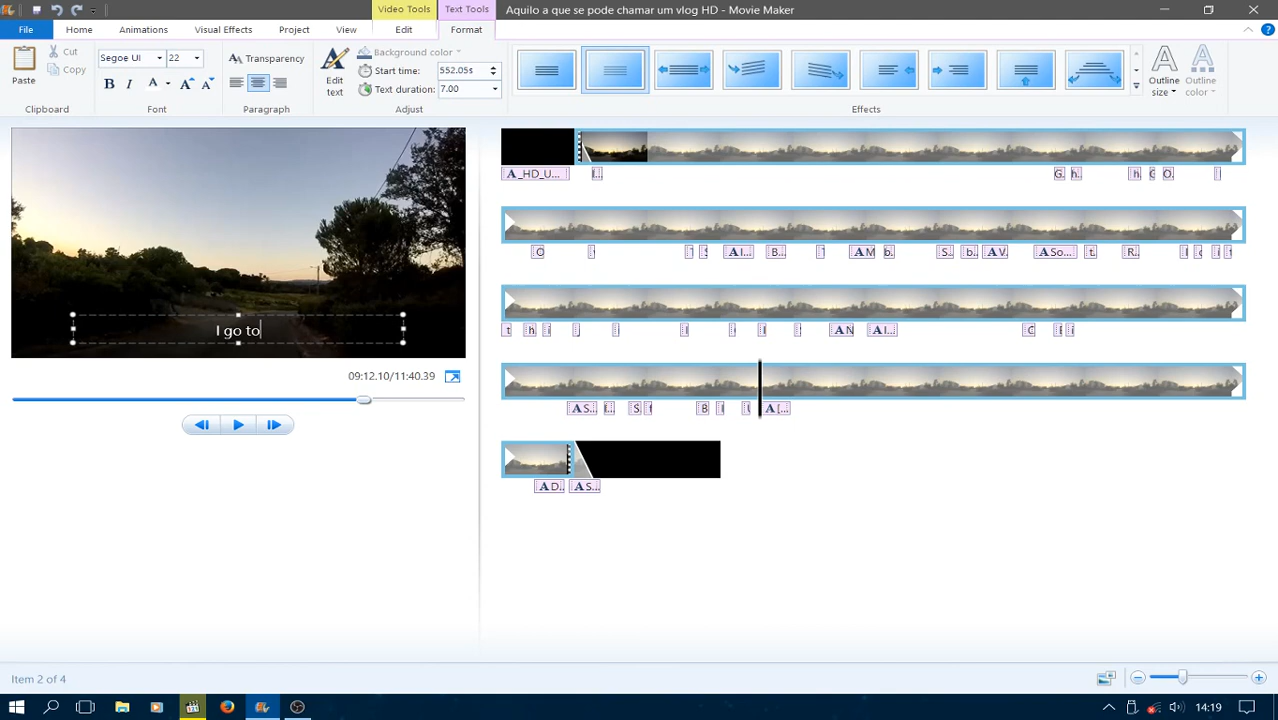 Video Tools Text Tools Aquilo a que se pode chamar um vlog HD - Movie Maker
File Home Animations Visual Effects Project View Edit Format
Paste Cut Copy
Clipboard
Segoe UI 22
B I A A A
Font
Transparency
Paragraph
Edit text
Background color
Start time: 552.05s
Text duration: 7.00
Adjust
Effects
Outline size
Outline color
I go to
09:12.10/11:40.39
A _HD_U... I... G. h. h O.
O S A I... B... A M b. S.. b.. A V. A So... t. R..
t h i A N A I... C
A S... I... S B A [...
A D. A S...
Item 2 of 4
14:19